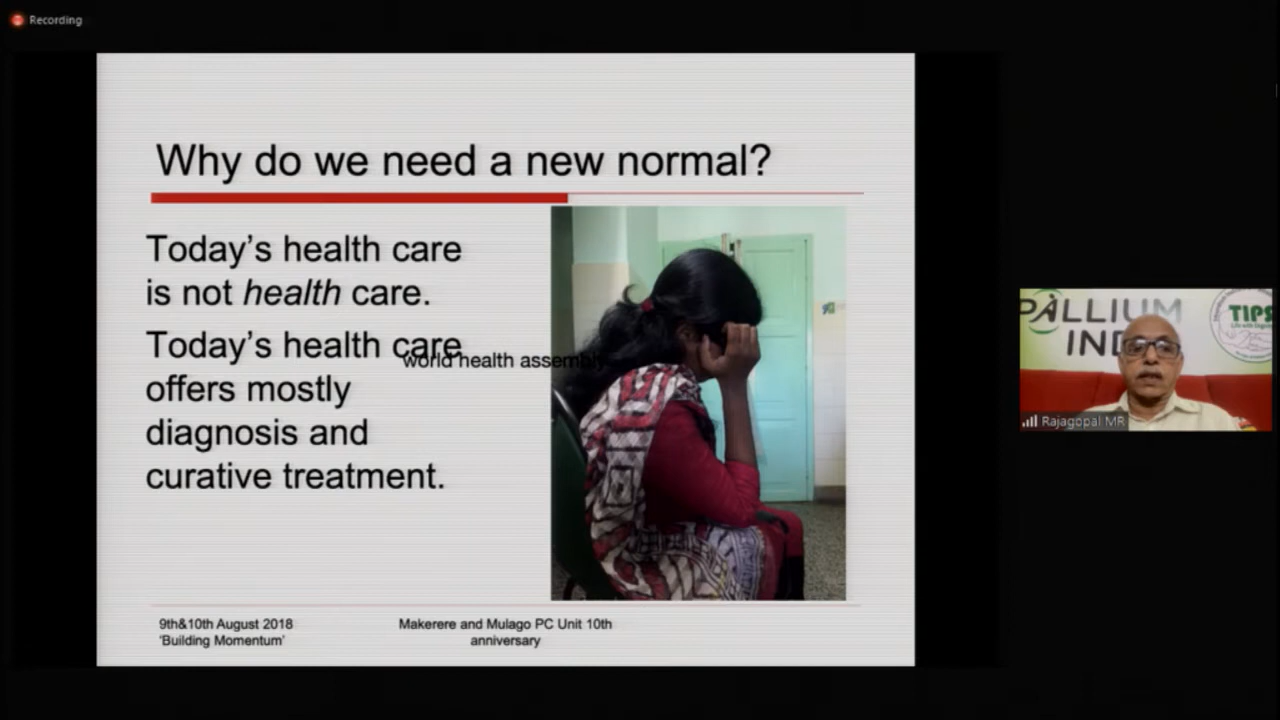 Recording
Why do we need a new normal?
Today's health care
is not health care.
Today's health care
offers mostly
diagnosis and
curative treatment.
world health assembly
9th&10th August 2018
'Building Momentum'
Makerere and Mulago PC Unit 10th
anniversary
PALLIUM
IND
TIPS
Rajagopal MR